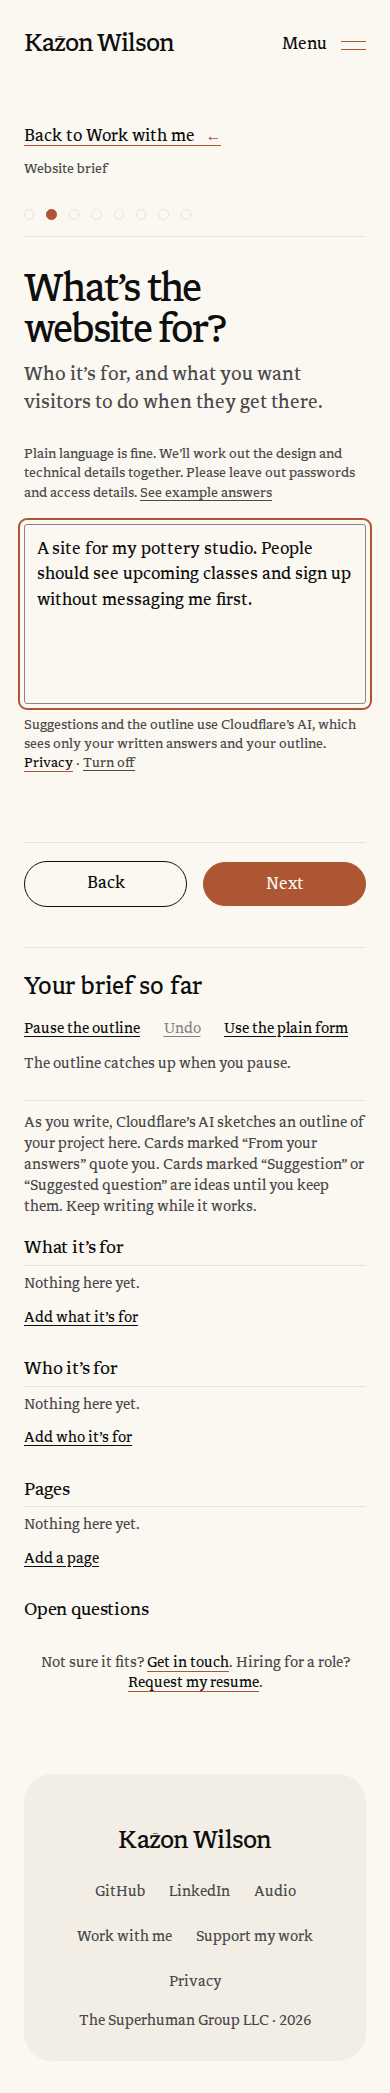 Każon Wilson
Menu
Back to Work with me ←
Website brief
What’s the
website for?
Who it’s for, and what you want
visitors to do when they get there.
Plain language is fine. We’ll work out the design and
technical details together. Please leave out passwords
and access details. See example answers
A site for my pottery studio. People
should see upcoming classes and sign up
without messaging me first.
Suggestions and the outline use Cloudflare’s AI, which
sees only your written answers and your outline.
Privacy · Turn off
Back
Next
Your brief so far
Pause the outline
Undo
Use the plain form
The outline catches up when you pause.
As you write, Cloudflare’s AI sketches an outline of
your project here. Cards marked “From your
answers” quote you. Cards marked “Suggestion” or
“Suggested question” are ideas until you keep
them. Keep writing while it works.
What it’s for
Nothing here yet.
Add what it’s for
Who it’s for
Nothing here yet.
Add who it’s for
Pages
Nothing here yet.
Add a page
Open questions
Not sure it fits? Get in touch. Hiring for a role?
Request my resume.
Każon Wilson
GitHub
LinkedIn
Audio
Work with me
Support my work
Privacy
The Superhuman Group LLC · 2026